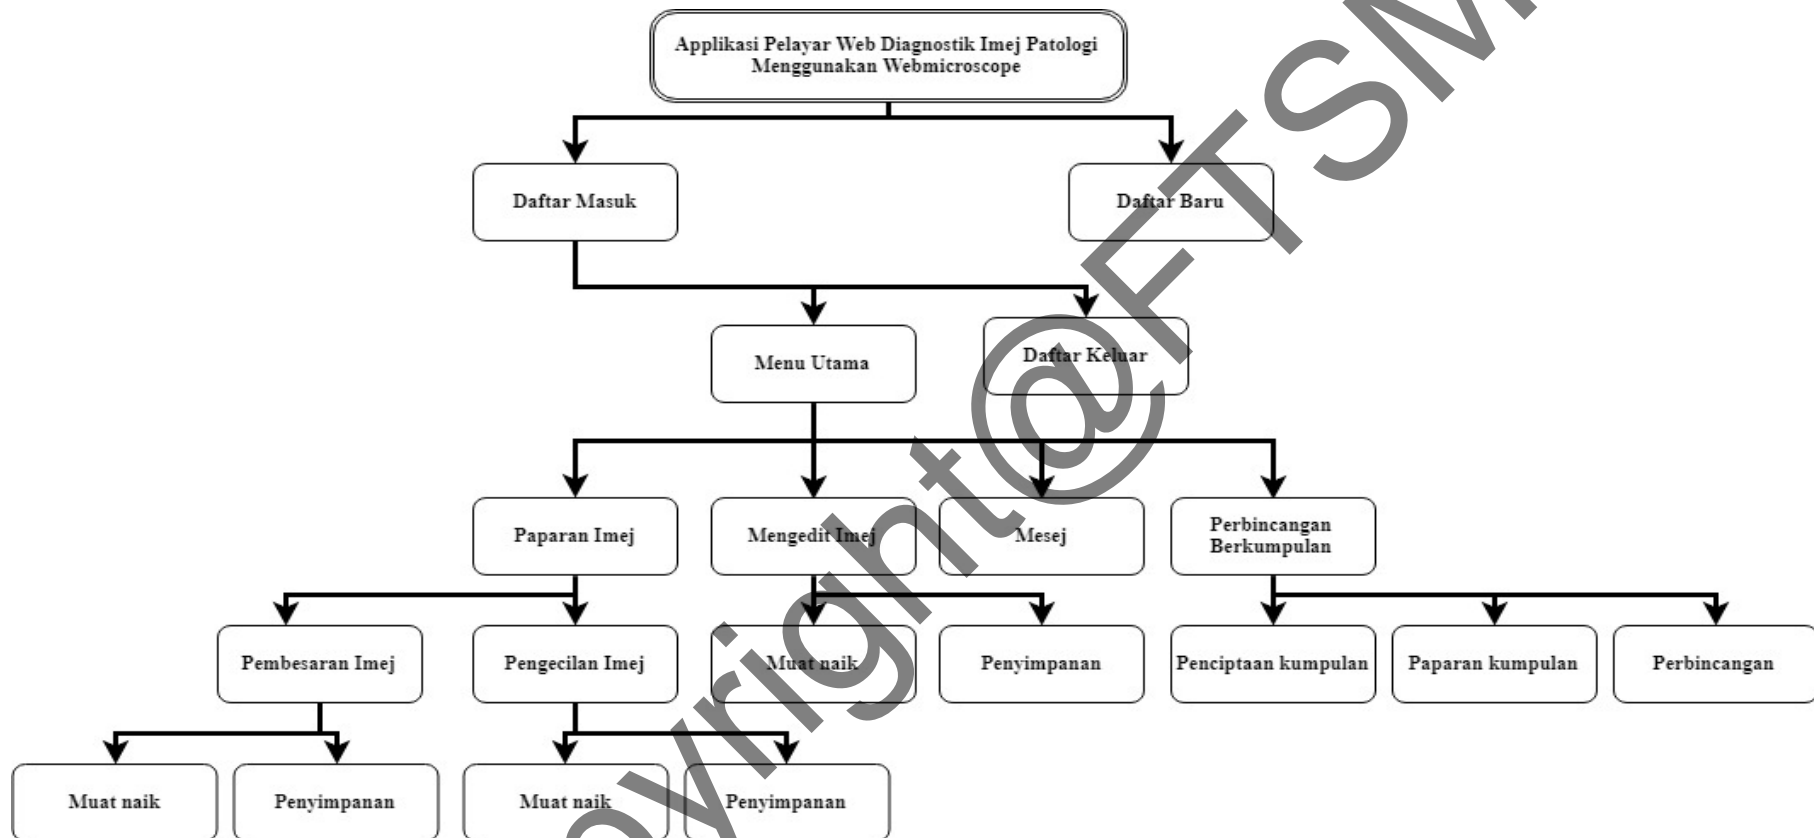 Applikasi Pelayar Web Diagnostik Imej Patologi
Menggunakan Webmicroscope
Daftar Masuk
Daftar Baru
Menu Utama
Daftar Keluar
Paparan Imej
Mengedit Imej
Mesej
Perbincangan
Berkumpulan
Pembesaran Imej
Pengecilan Imej
Muat naik
Penyimpanan
Penciptaan kumpulan
Paparan kumpulan
Perbincangan
Muat naik
Penyimpanan
Muat naik
Penyimpanan
opyright@FTSM